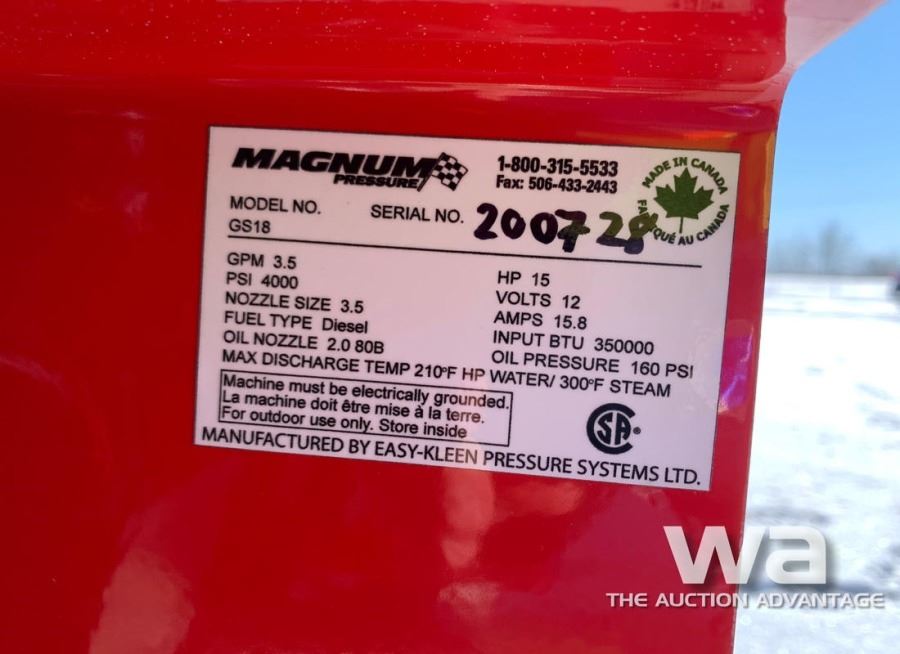 MAGNUM
PRESSURE
1-800-315-5533
Fax: 506-433-2443
MADE IN CANADA
FABRIQUÉ AU CANADA
MODEL NO.
GS18
SERIAL NO. 200728
GPM 3.5
PSI 4000
NOZZLE SIZE 3.5
FUEL TYPE Diesel
OIL NOZZLE 2.0 80B
HP 15
VOLTS 12
AMPS 15.8
INPUT BTU 350000
OIL PRESSURE 160 PSI
MAX DISCHARGE TEMP 210°F HP WATER/ 300°F STEAM
Machine must be electrically grounded.
La machine doit être mise à la terre.
For outdoor use only. Store inside
CSA®
MANUFACTURED BY EASY-KLEEN PRESSURE SYSTEMS LTD.
wa
THE AUCTION ADVANTAGE